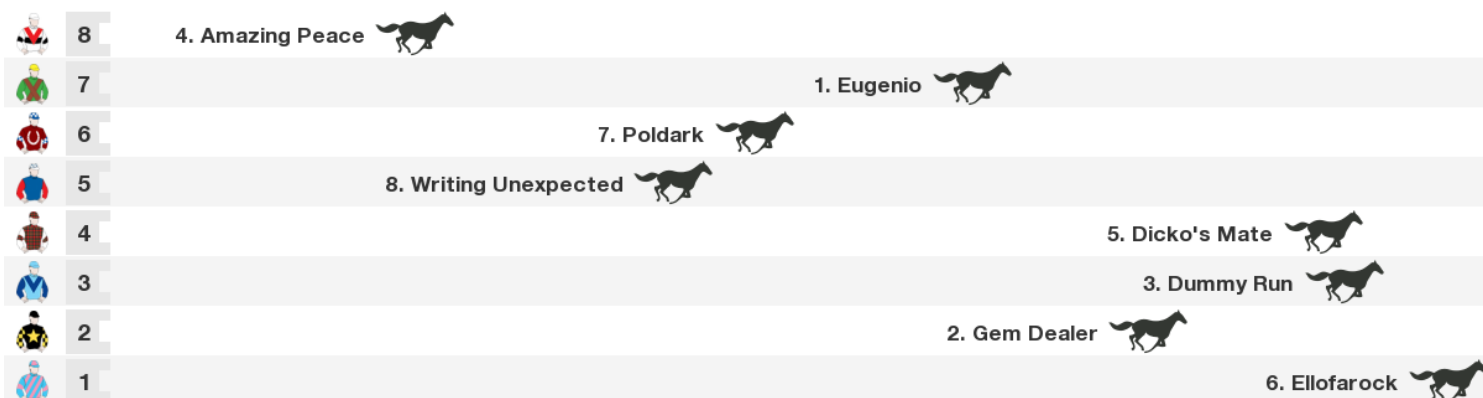 8 4. Amazing Peace
7 1. Eugenio
6 7. Poldark
5 8. Writing Unexpected
4 5. Dicko's Mate
3 3. Dummy Run
2 2. Gem Dealer
1 6. Ellofarock